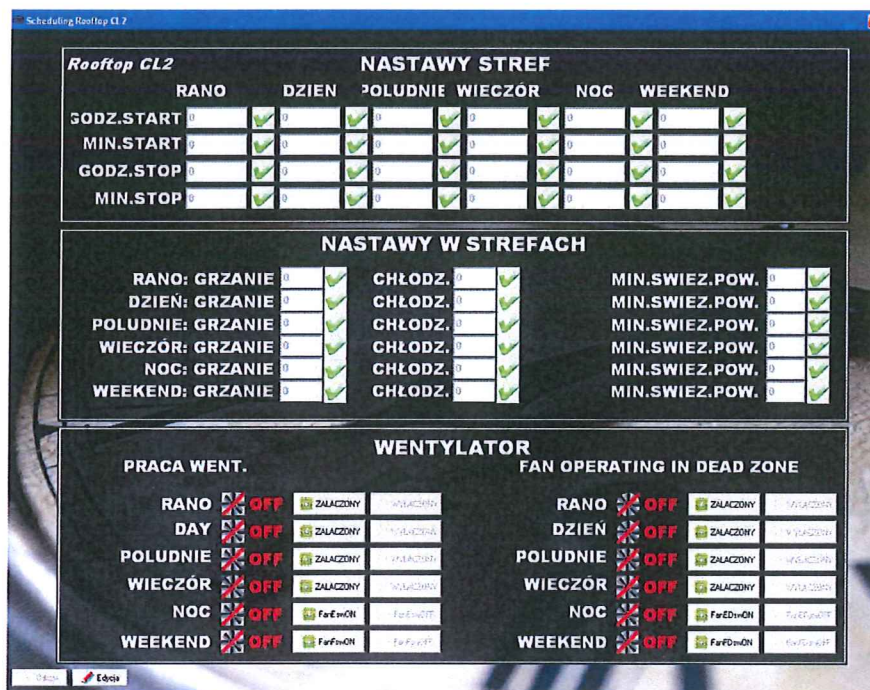 Scheduling Rooftop CL2
Rooftop CL2 NASTAWY STREF
RANO DZIEN POLUDNIE WIECZÓR NOC WEEKEND
GODZ.START 0 0 0 0 0 0
MIN.START 0 0 0 0 0 0
GODZ.STOP 0 0 0 0 0 0
MIN.STOP 0 0 0 0 0 0
NASTAWY W STREFACH
RANO: GRZANIE 0 CHŁODZ. 0 MIN.SWIEZ.POW. 0
DZIEŃ: GRZANIE 0 CHŁODZ. 0 MIN.SWIEZ.POW. 0
POLUDNIE: GRZANIE 0 CHŁODZ. 0 MIN.SWIEZ.POW. 0
WIECZÓR: GRZANIE 0 CHŁODZ. 0 MIN.SWIEZ.POW. 0
NOC: GRZANIE 0 CHŁODZ. 0 MIN.SWIEZ.POW. 0
WEEKEND: GRZANIE 0 CHŁODZ. 0 MIN.SWIEZ.POW. 0
WENTYLATOR
PRACA WENT. FAN OPERATING IN DEAD ZONE
RANO OFF ZALACZONY RANO OFF ZALACZONY
DAY OFF ZALACZONY DZIEŃ OFF ZALACZONY
POLUDNIE OFF ZALACZONY POLUDNIE OFF ZALACZONY
WIECZÓR OFF ZALACZONY WIECZÓR OFF ZALACZONY
NOC OFF FanEswON NOC OFF FanEDswON
WEEKEND OFF FanFswON WEEKEND OFF FanFDswON
Edycja